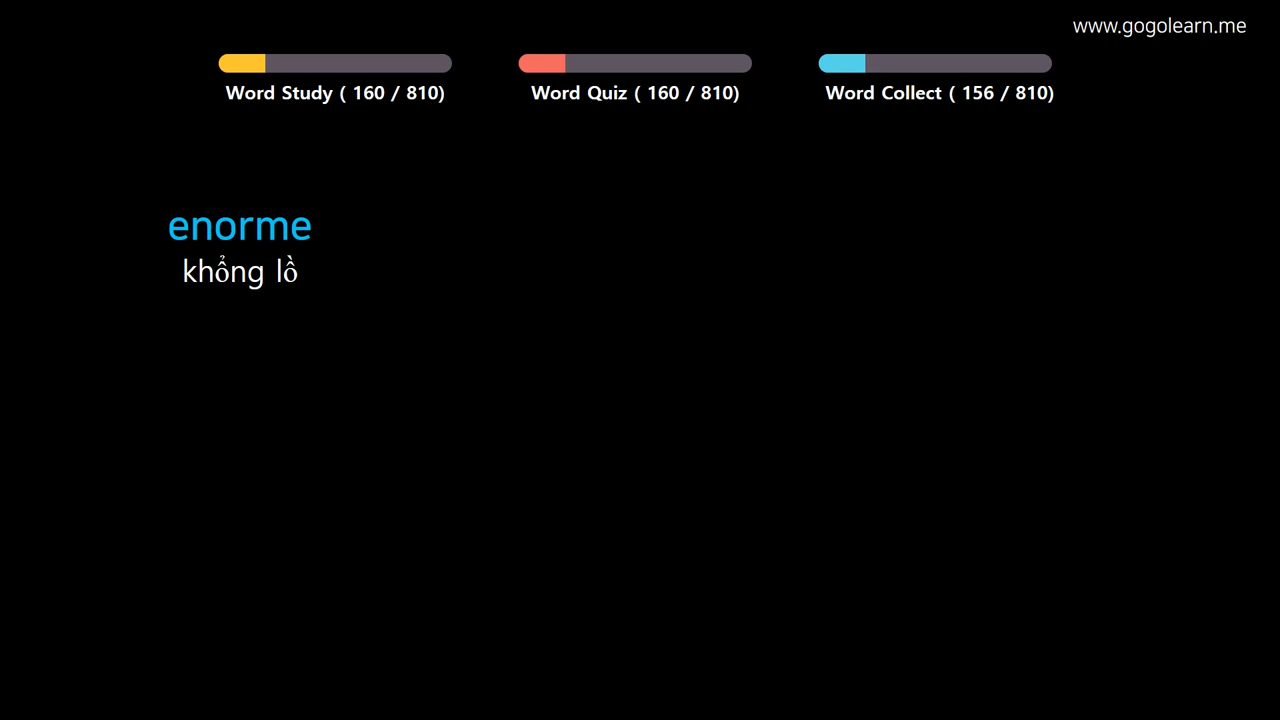 www.gogolearn.me
Word Study ( 160 / 810)
Word Quiz ( 160 / 810)
Word Collect ( 156 / 810)
enorme
khổng lồ